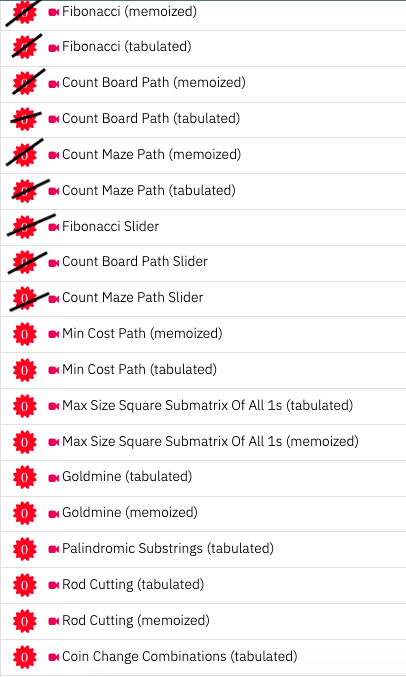 0 Fibonacci (memoized)
0 Fibonacci (tabulated)
0 Count Board Path (memoized)
0 Count Board Path (tabulated)
0 Count Maze Path (memoized)
0 Count Maze Path (tabulated)
0 Fibonacci Slider
0 Count Board Path Slider
0 Count Maze Path Slider
0 Min Cost Path (memoized)
0 Min Cost Path (tabulated)
0 Max Size Square Submatrix Of All 1s (tabulated)
0 Max Size Square Submatrix Of All 1s (memoized)
0 Goldmine (tabulated)
0 Goldmine (memoized)
0 Palindromic Substrings (tabulated)
0 Rod Cutting (tabulated)
0 Rod Cutting (memoized)
0 Coin Change Combinations (tabulated)